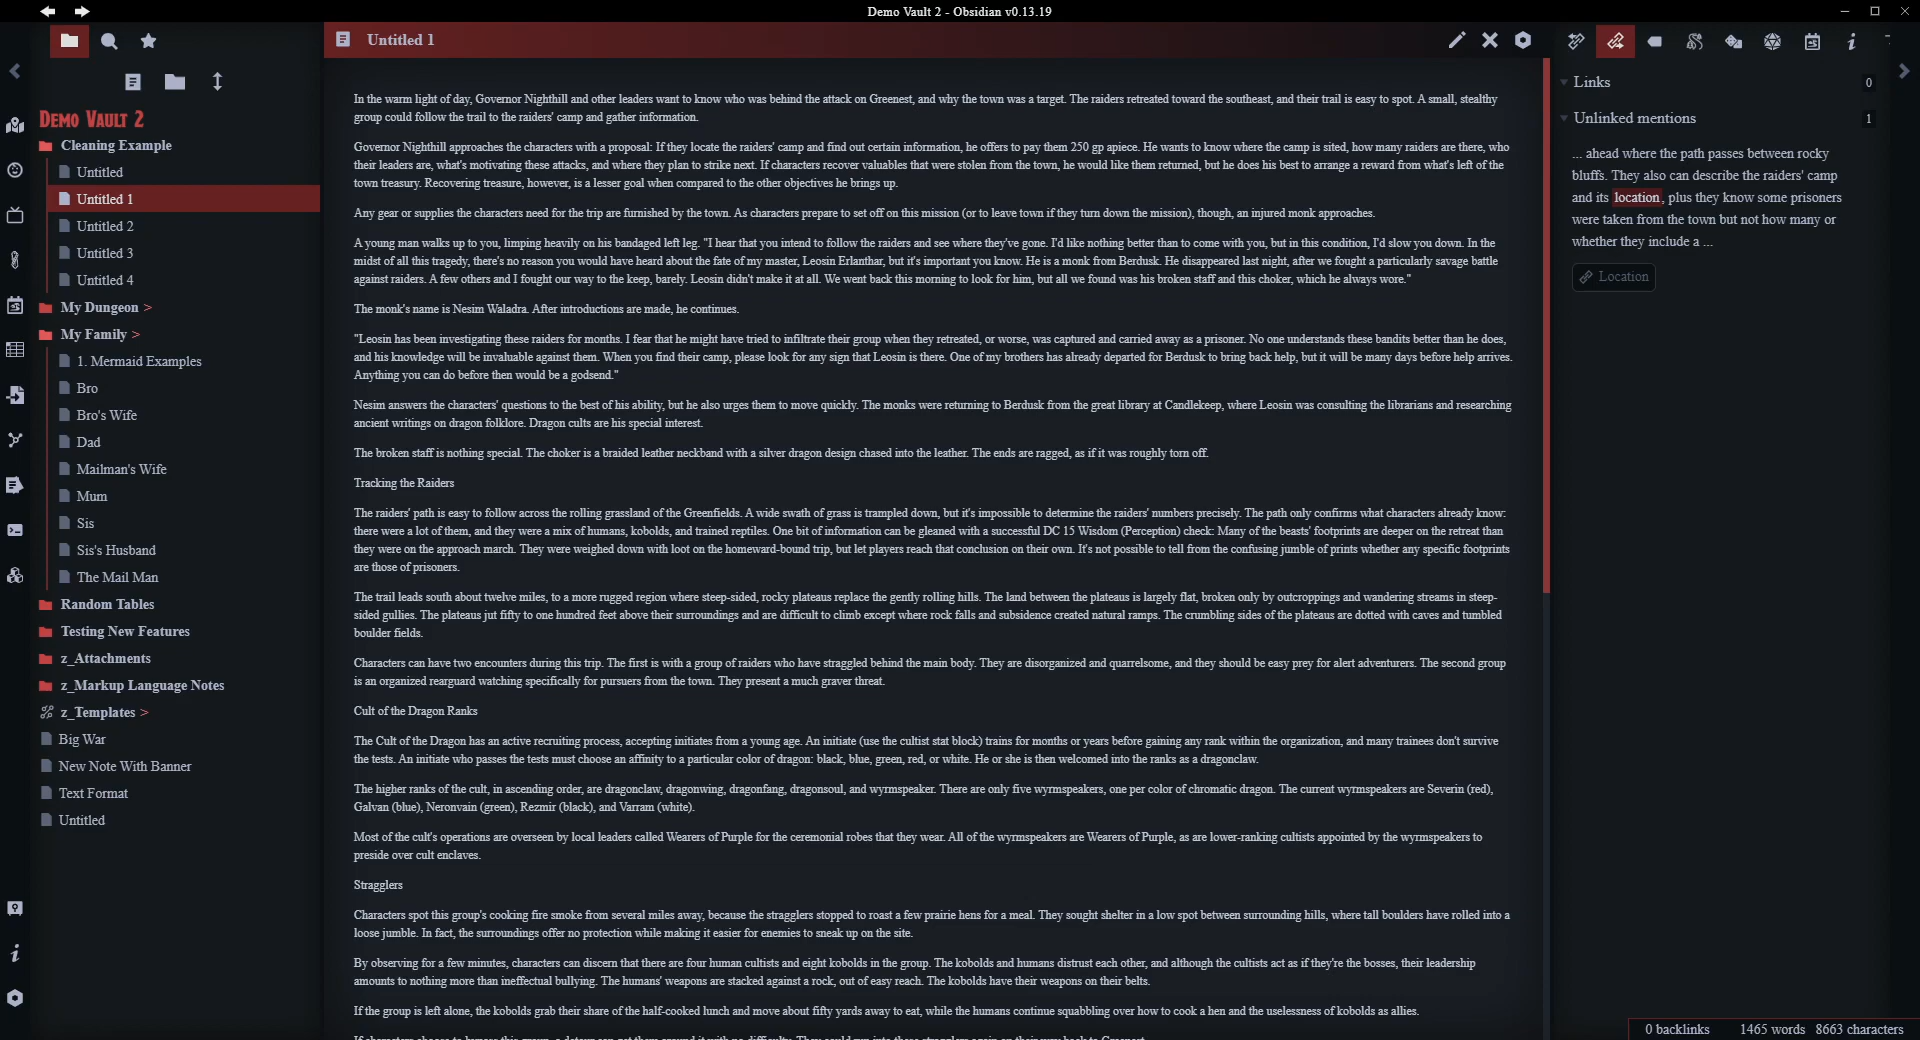 Demo Vault 2 - Obsidian v0.13.19
Untitled 1
Demo Vault 2
Cleaning Example
Untitled
Untitled 1
Untitled 2
Untitled 3
Untitled 4
My Dungeon >
My Family >
1. Mermaid Examples
Bro
Bro's Wife
Dad
Mailman's Wife
Mum
Sis
Sis's Husband
The Mail Man
Random Tables
Testing New Features
z_Attachments
z_Markup Language Notes
z_Templates >
Big War
New Note With Banner
Text Format
Untitled
In the warm light of day, Governor Nighthill and other leaders want to know who was behind the attack on Greenest, and why the town was a target. The raiders retreated toward the southeast, and their trail is easy to spot. A small, stealthy
group could follow the trail to the raiders' camp and gather information.
Governor Nighthill approaches the characters with a proposal: If they locate the raiders' camp and find out certain information, he offers to pay them 250 gp apiece. He wants to know where the camp is sited, how many raiders are there, who
their leaders are, what's motivating these attacks, and where they plan to strike next. If characters recover valuables that were stolen from the town, he would like them returned, but he does his best to arrange a reward from what's left of the
town treasury. Recovering treasure, however, is a lesser goal when compared to the other objectives he brings up.
Any gear or supplies the characters need for the trip are furnished by the town. As characters prepare to set off on this mission (or to leave town if they turn down the mission), though, an injured monk approaches.
A young man walks up to you, limping heavily on his bandaged left leg. "I hear that you intend to follow the raiders and see where they've gone. I'd like nothing better than to come with you, but in this condition, I'd slow you down. In the
midst of all this tragedy, there's no reason you would have heard about the fate of my master, Leosin Erlanthar, but it's important you know. He is a monk from Berdusk. He disappeared last night, after we fought a particularly savage battle
against raiders. A few others and I fought our way to the keep, barely. Leosin didn't make it at all. We went back this morning to look for him, but all we found was his broken staff and this choker, which he always wore."
The monk's name is Nesim Waladra. After introductions are made, he continues.
"Leosin has been investigating these raiders for months. I fear that he might have tried to infiltrate their group when they retreated, or worse, was captured and carried away as a prisoner. No one understands these bandits better than he does,
and his knowledge will be invaluable against them. When you find their camp, please look for any sign that Leosin is there. One of my brothers has already departed for Berdusk to bring back help, but it will be many days before help arrives.
Anything you can do before then would be a godsend."
Nesim answers the characters' questions to the best of his ability, but he also urges them to move quickly. The monks were returning to Berdusk from the great library at Candlekeep, where Leosin was consulting the librarians and researching
ancient writings on dragon folklore. Dragon cults are his special interest.
The broken staff is nothing special. The choker is a braided leather neckband with a silver dragon design chased into the leather. The ends are ragged, as if it was roughly torn off.
Tracking the Raiders
The raiders' path is easy to follow across the rolling grassland of the Greenfields. A wide swath of grass is trampled down, but it's impossible to determine the raiders' numbers precisely. The path only confirms what characters already know:
there were a lot of them, and they were a mix of humans, kobolds, and trained reptiles. One bit of information can be gleaned with a successful DC 15 Wisdom (Perception) check: Many of the beasts' footprints are deeper on the retreat than
they were on the approach march. They were weighed down with loot on the homeward-bound trip, but let players reach that conclusion on their own. It's not possible to tell from the confusing jumble of prints whether any specific footprints
are those of prisoners.
The trail leads south about twelve miles, to a more rugged region where steep-sided, rocky plateaus replace the gently rolling hills. The land between the plateaus is largely flat, broken only by outcroppings and wandering streams in steep-
sided gullies. The plateaus jut fifty to one hundred feet above their surroundings and are difficult to climb except where rock falls and subsidence created natural ramps. The crumbling sides of the plateau are dotted with caves and tumbled
boulder fields.
Characters can have two encounters during this trip. The first is with a group of raiders who have straggled behind the main body. They are disorganized and quarrelsome, and they should be easy prey for alert adventurers. The second group
is an organized rearguard watching specifically for pursuers from the town. They present a much graver threat.
Cult of the Dragon Ranks
The Cult of the Dragon has an active recruiting process, accepting initiates from a young age. An initiate (use the cultist stat block) trains for months or years before gaining any rank within the organization, and many trainees don't survive
the tests. An initiate who passes the tests must choose an affinity to a particular color of dragon: black, blue, green, red, or white. He or she is then welcomed into the ranks as a dragonclaw.
The higher ranks of the cult, in ascending order, are dragonclaw, dragonwing, dragonfang, dragonsoul, and wyrmspeaker. There are only five wyrmspeakers, one per color of chromatic dragon. The current wyrmspeakers are Severin (red),
Galvan (blue), Neronvain (green), Rezmir (black), and Varram (white).
Most of the cult's operations are overseen by local leaders called Wearers of Purple for the ceremonial robes that they wear. All of the wyrmspeakers are Wearers of Purple, as are lower-ranking cultists appointed by the wyrmspeakers to
preside over cult enclaves.
Stragglers
Characters spot this group's cooking fire smoke from several miles away, because the stragglers stopped to roast a few prairie hens for a meal. They sought shelter in a low spot between surrounding hills, where tall boulders have rolled into a
loose jumble. In fact, the surroundings offer no protection while making it easier for enemies to sneak up on the site.
By observing for a few minutes, characters can discern that there are four human cultists and eight kobolds in the group. The kobolds and humans distrust each other, and although the cultists act as if they're the bosses, their leadership
amounts to nothing more than ineffectual bullying. The humans' weapons are stacked against a rock, out of easy reach. The kobolds have their weapons on their belts.
If the group is left alone, the kobolds grab their share of the half-cooked lunch and move about fifty yards away to eat, while the humans continue squabbling over how to cook a hen and the uselessness of kobolds as allies.
Links
0
Unlinked mentions
1
... ahead where the path passes between rocky
bluffs. They also can describe the raiders' camp
and its location, plus they know some prisoners
were taken from the town but not how many or
whether they include a ...
Location
0 backlinks 1465 words 8663 characters